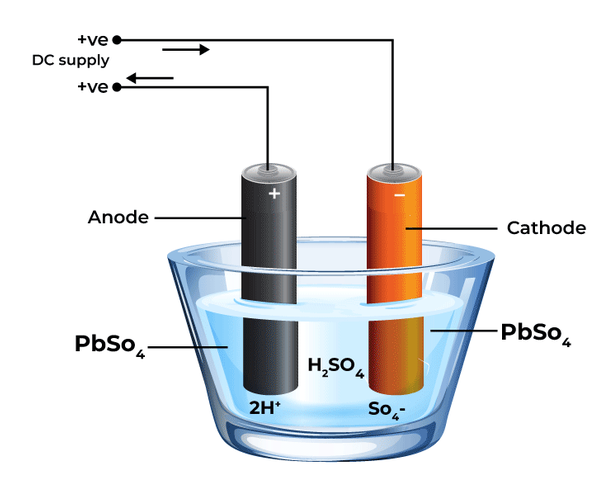 +ve
DC supply
+ve
+
−
Anode
Cathode
PbSo₄
PbSo₄
H₂SO₄
2H⁺
So₄-